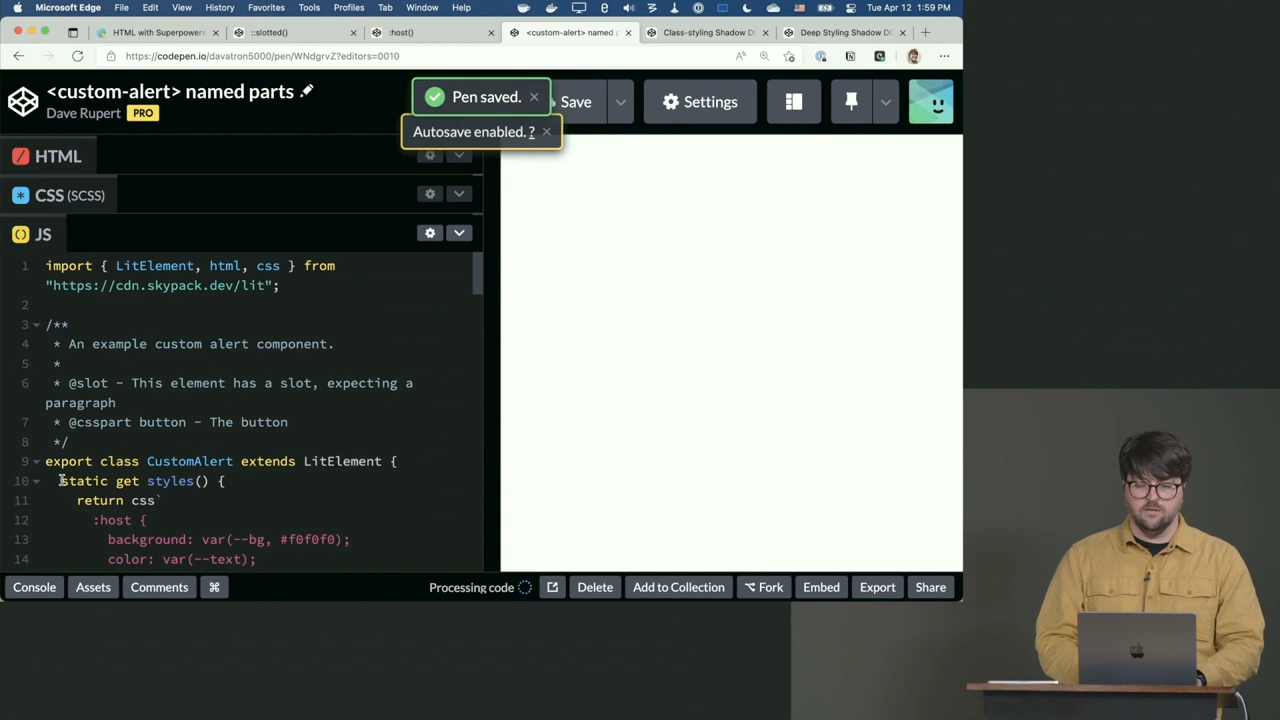 Microsoft Edge File Edit View History Favorites Tools Profiles Tab Window Help Tue Apr 12 1:59 PM
HTML with Superpowers ::slotted() :host() <custom-alert> named p Class-styling Shadow D Deep Styling Shadow D
https://codepen.io/davatron5000/pen/WNdgrvZ?editors=0010
<custom-alert> named parts
Dave Rupert PRO
Pen saved.
Autosave enabled. ?
Save
Settings
HTML
CSS (SCSS)
JS
1 import { LitElement, html, css } from
"https://cdn.skypack.dev/lit";
2
3 /**
4 * An example custom alert component.
5 *
6 * @slot - This element has a slot, expecting a
paragraph
7 * @csspart button - The button
8 */
9 export class CustomAlert extends LitElement {
10 static get styles() {
11 return css`
12 :host {
13 background: var(--bg, #f0f0f0);
14 color: var(--text);
Console Assets Comments ⌘ Processing code Delete Add to Collection Fork Embed Export Share